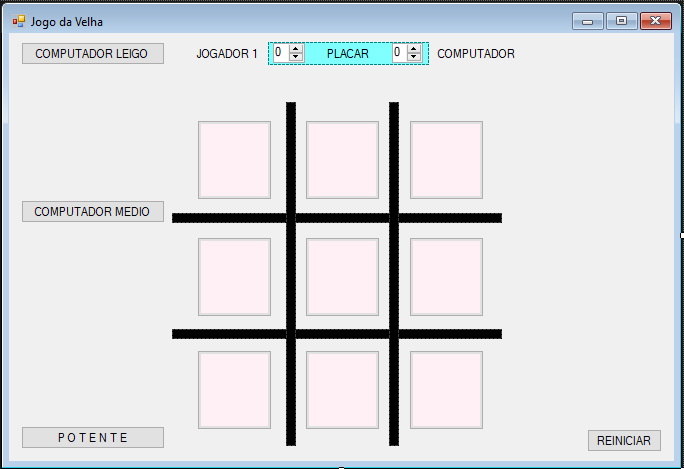 Jogo da Velha
COMPUTADOR LEIGO
JOGADOR 1
0
PLACAR
0
COMPUTADOR
COMPUTADOR MEDIO
P O T E N T E
REINICIAR